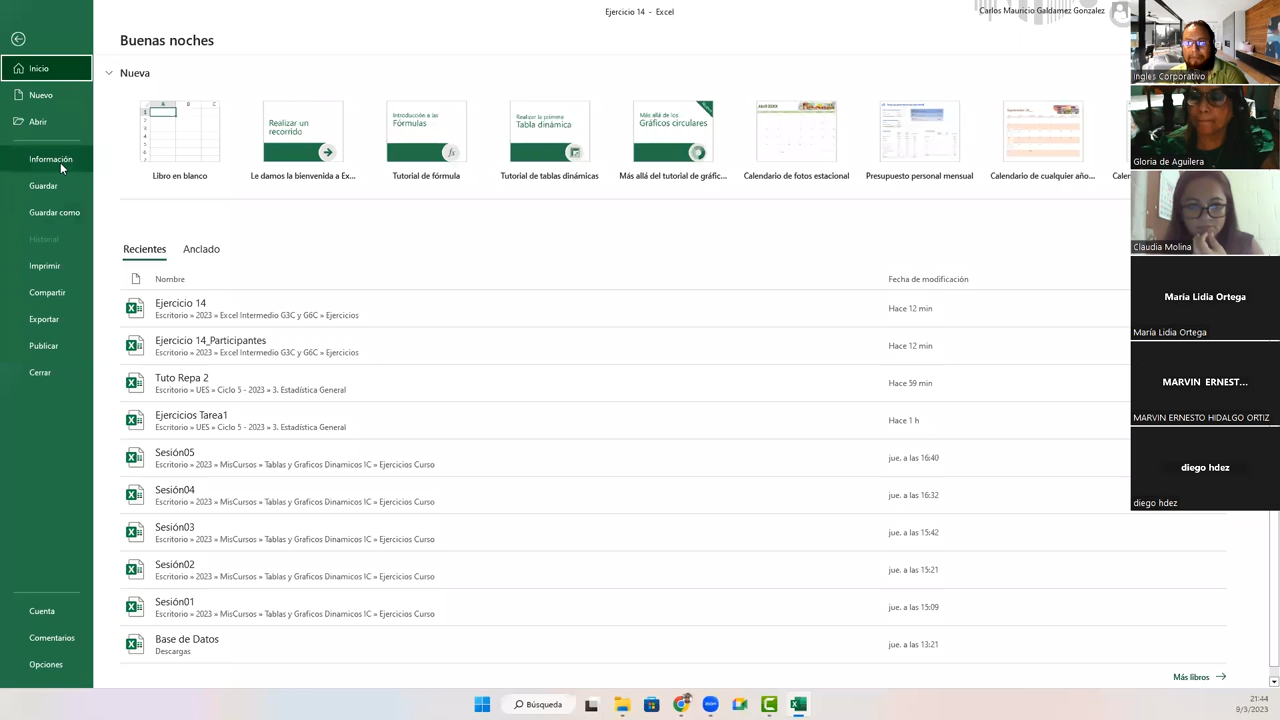 Ejercicio 14 - Excel
Carlos Mauricio Galdamez Gonzalez
Buenas noches
Inicio
Nuevo
Abrir
Información
Guardar
Guardar como
Historial
Imprimir
Compartir
Exportar
Publicar
Cerrar
Cuenta
Comentarios
Opciones
Nueva
Realizar un
recorrido
Introducción a las
Fórmulas
fx
Realice la primera
Tabla dinámica
Más allá de los
Gráficos circulares
Libro en blanco
Le damos la bienvenida a Ex...
Tutorial de fórmula
Tutorial de tablas dinámicas
Más allá del tutorial de gráfic...
Calendario de fotos estacional
Presupuesto personal mensual
Calendario de cualquier año...
Recientes Anclado
Nombre Fecha de modificación
Ejercicio 14
Escritorio » 2023 » Excel Intermedio G3C y G6C » Ejercicios
Hace 12 min
Ejercicio 14_Participantes
Escritorio » 2023 » Excel Intermedio G3C y G6C » Ejercicios
Hace 12 min
Tuto Repa 2
Escritorio » UES » Ciclo 5 - 2023 » 3. Estadística General
Hace 59 min
Ejercicios Tarea1
Escritorio » UES » Ciclo 5 - 2023 » 3. Estadística General
Hace 1 h
Sesión05
Escritorio » 2023 » MisCursos » Tablas y Graficos Dinamicos IC » Ejercicios Curso
jue. a las 16:40
Sesión04
Escritorio » 2023 » MisCursos » Tablas y Graficos Dinamicos IC » Ejercicios Curso
jue. a las 16:32
Sesión03
Escritorio » 2023 » MisCursos » Tablas y Graficos Dinamicos IC » Ejercicios Curso
jue. a las 15:42
Sesión02
Escritorio » 2023 » MisCursos » Tablas y Graficos Dinamicos IC » Ejercicios Curso
jue. a las 15:21
Sesión01
Escritorio » 2023 » MisCursos » Tablas y Graficos Dinamicos IC » Ejercicios Curso
jue. a las 15:09
Base de Datos
Descargas
jue. a las 13:21
Más libros
Ingles Corporativo
Gloria de Aguilera
Claudia Molina
María Lidia Ortega
María Lidia Ortega
MARVIN ERNEST...
MARVIN ERNESTO HIDALGO ORTIZ
diego hdez
diego hdez
Búsqueda
21:44
9/3/2023